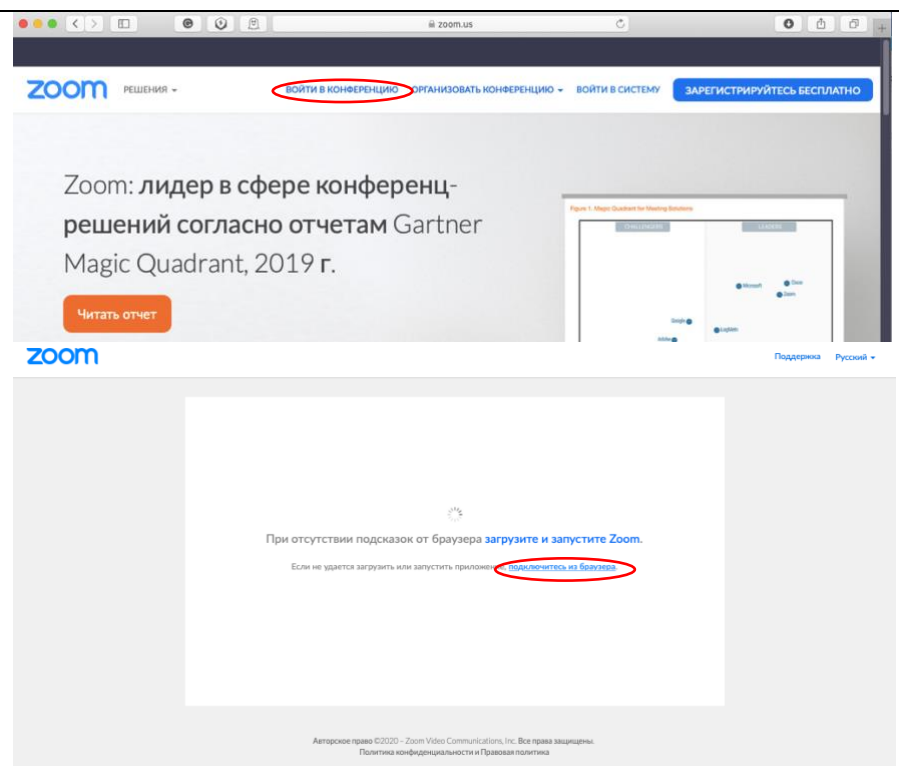 zoom.us
zoom РЕШЕНИЯ ВОЙТИ В КОНФЕРЕНЦИЮ ОРГАНИЗОВАТЬ КОНФЕРЕНЦИЮ ВОЙТИ В СИСТЕМУ ЗАРЕГИСТРИРУЙТЕСЬ БЕСПЛАТНО
Zoom: лидер в сфере конференц-
решений согласно отчетам Gartner
Magic Quadrant, 2019 г.
Читать отчет
Figure 1. Magic Quadrant for Meeting Solutions
CHALLENGERS LEADERS
Microsoft Cisco
Zoom
Google
LogMeIn
Adobe
zoom Поддержка Русский
При отсутствии подсказок от браузера загрузите и запустите Zoom.
Если не удается загрузить или запустить приложение, подключитесь из браузера.
Авторское право ©2020 - Zoom Video Communications, Inc. Все права защищены.
Политика конфиденциальности и Правовая политика